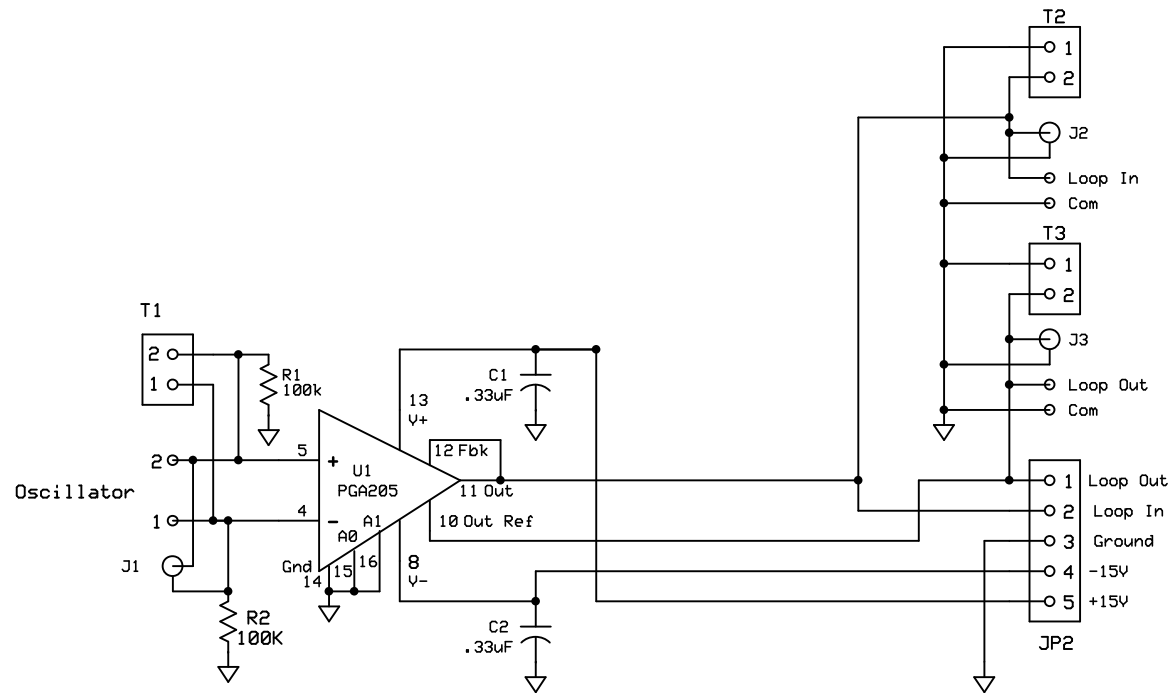 T2
1
2
J2
Loop In
Com
T3
1
2
J3
Loop Out
Com
T1
2
1
R1
100k
C1
.33uF
13
V+
12 Fbk
5
+
U1
PGA205
11 Out
2
Oscillator
1
4
-
A1
A0
10 Out Ref
J1
Gnd
14
15
16
8
V-
R2
100K
C2
.33uF
1 Loop Out
2 Loop In
3 Ground
4 -15V
5 +15V
JP2